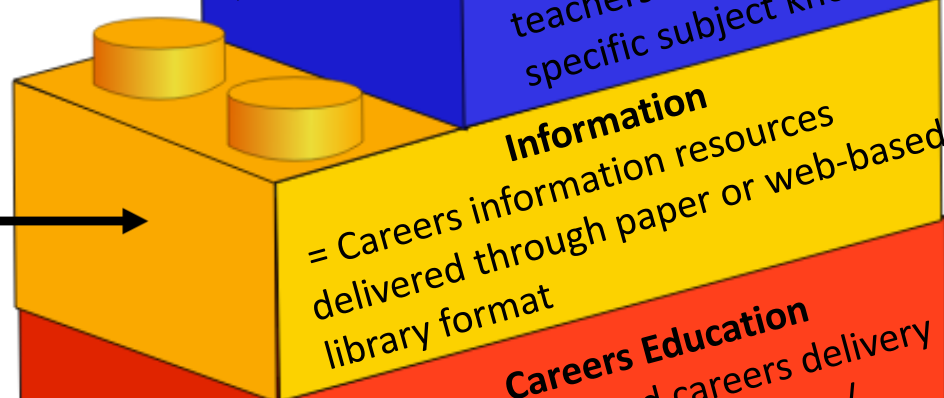 teachers
specific subject
Information
= Careers information resources
delivered through paper or web-based
library format
Careers Education
careers delivery